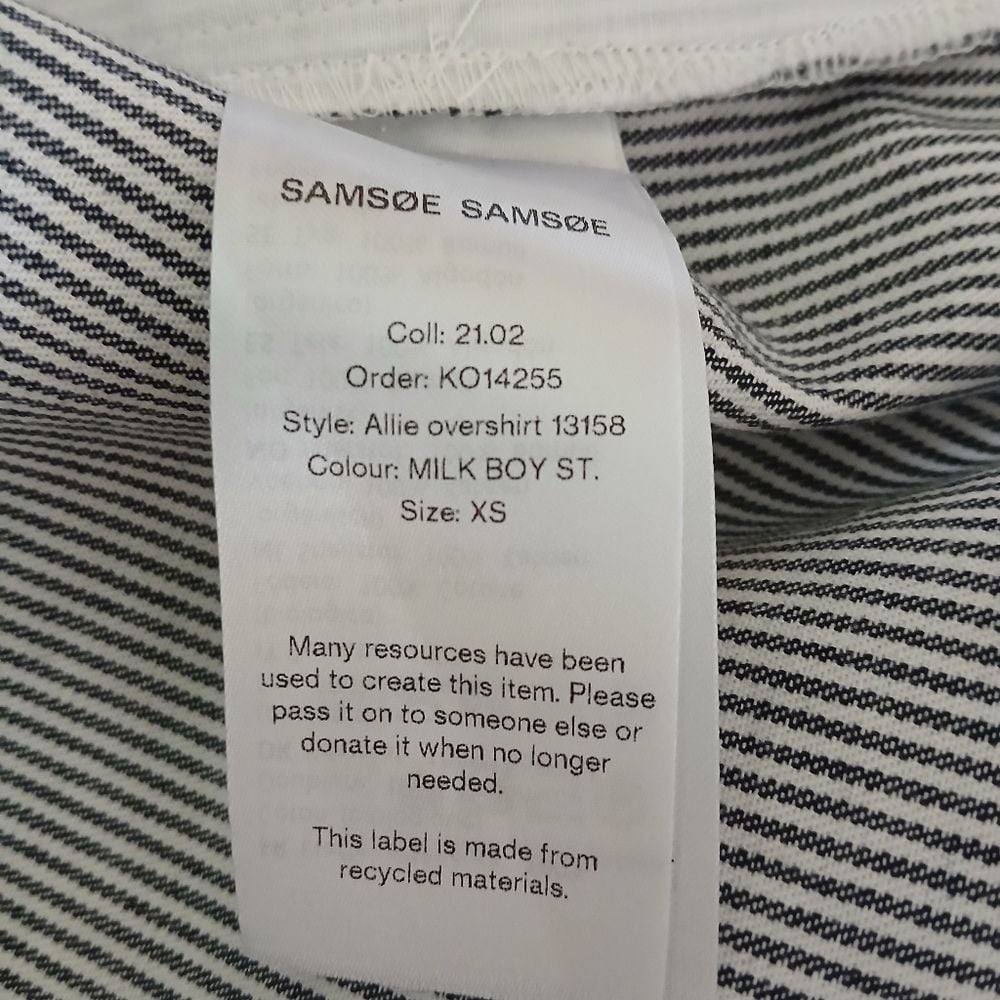 SAMSØE SAMSØE
Coll: 21.02
Order: KO14255
Style: Allie overshirt 13158
Colour: MILK BOY ST.
Size: XS
Many resources have been
used to create this item. Please
pass it on to someone else or
donate it when no longer
needed.
This label is made from
recycled materials.